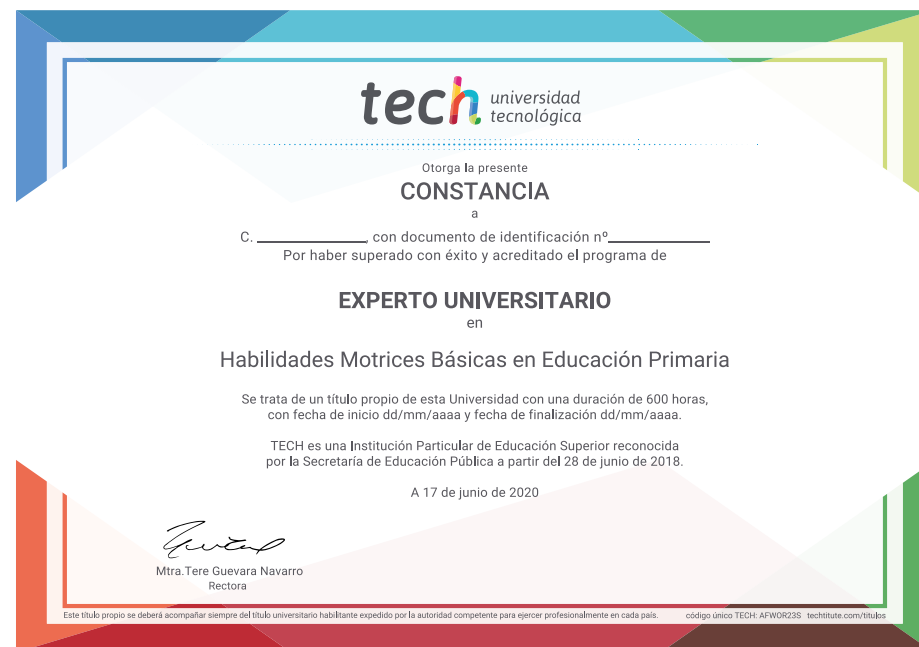 tech universidad
tecnológica
Otorga la presente
CONSTANCIA
a
C. ____________, con documento de identificación nº____________
Por haber superado con éxito y acreditado el programa de
EXPERTO UNIVERSITARIO
en
Habilidades Motrices Básicas en Educación Primaria
Se trata de un título propio de esta Universidad con una duración de 600 horas,
con fecha de inicio dd/mm/aaaa y fecha de finalización dd/mm/aaaa.
TECH es una Institución Particular de Educación Superior reconocida
por la Secretaría de Educación Pública a partir del 28 de junio de 2018.
A 17 de junio de 2020
Mtra.Tere Guevara Navarro
Rectora
Este título propio se deberá acompañar siempre del título universitario habilitante expedido por la autoridad competente para ejercer profesionalmente en cada país. código único TECH: AFWOR23S techtitute.com/titulos